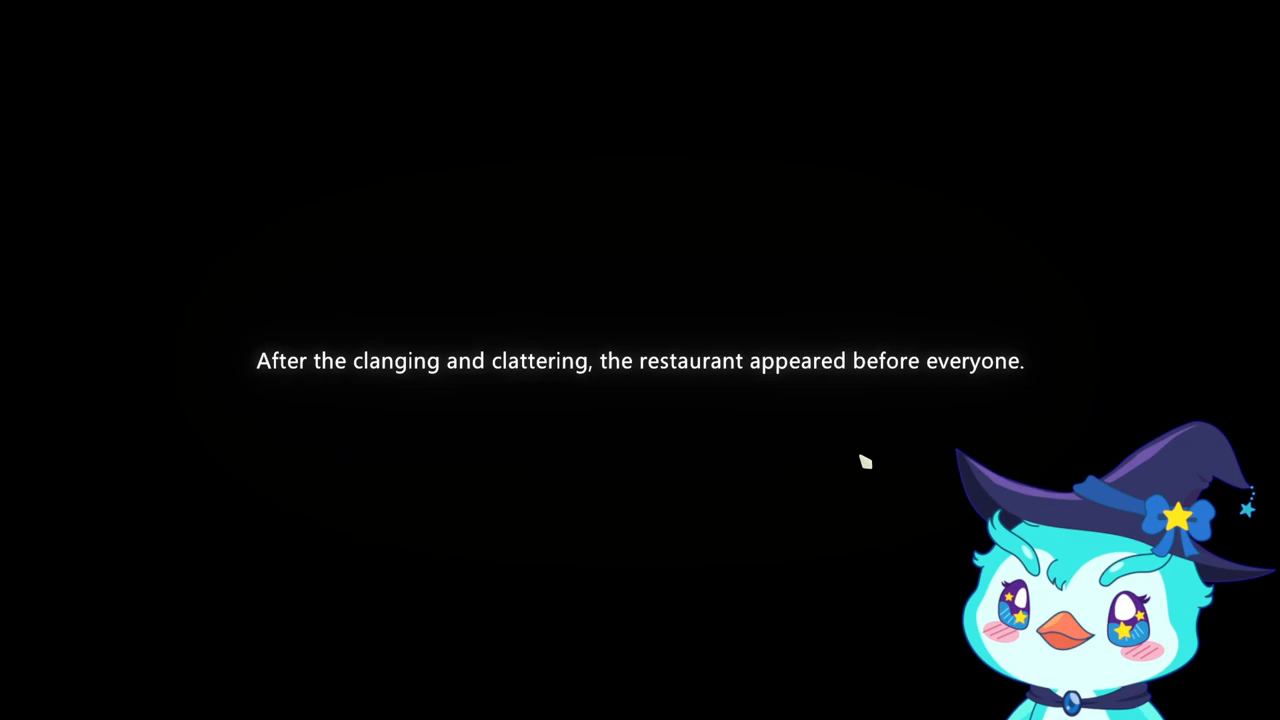 After the clanging and clattering, the restaurant appeared before everyone.